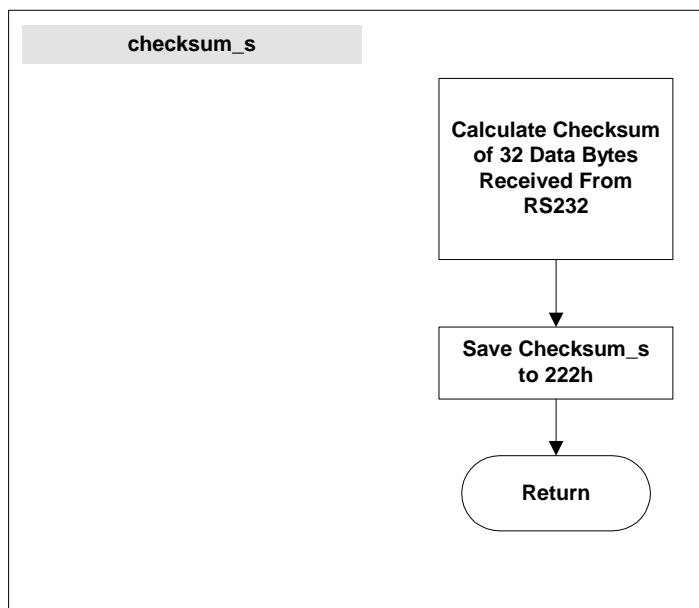 checksum_s
Calculate Checksum
of 32 Data Bytes
Received From
RS232
Save Checksum_s
to 222h
Return